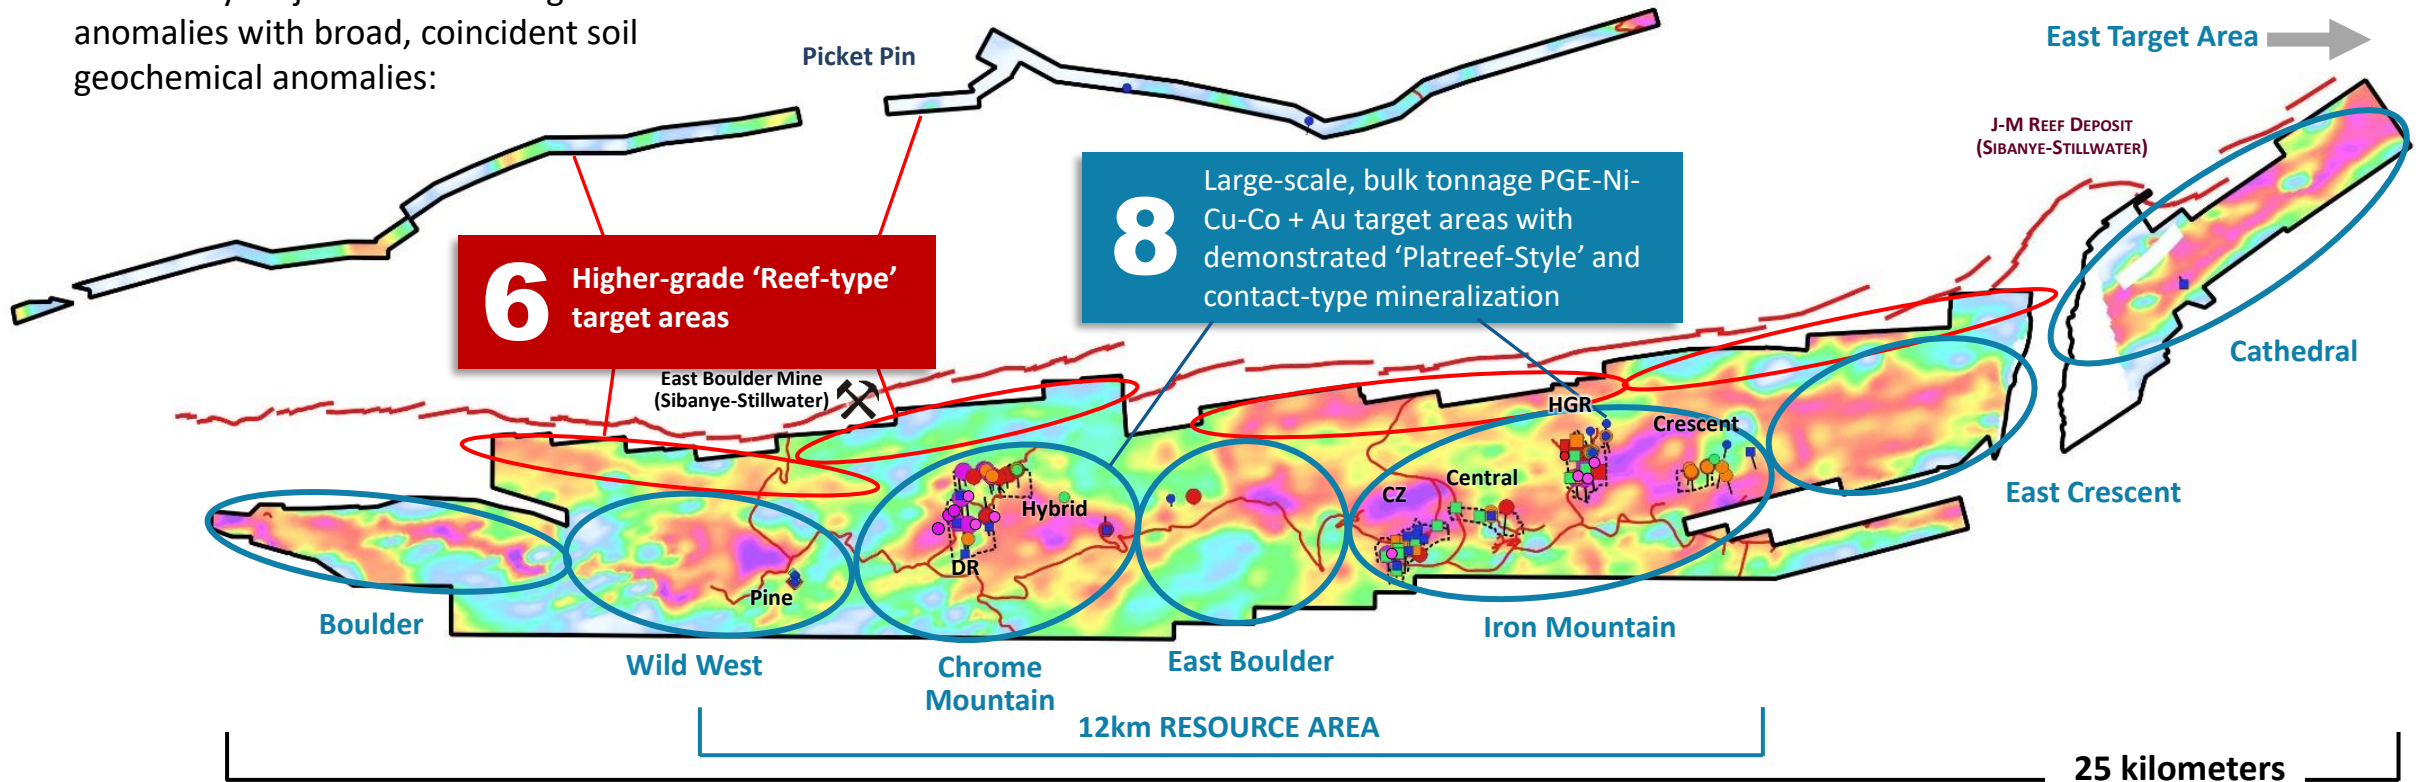 anomalies with broad, coincident soil
geochemical anomalies:
Picket Pin
East Target Area
J-M REEF DEPOSIT
(SIBANYE-STILLWATER)
8
Large-scale, bulk tonnage PGE-Ni-
Cu-Co + Au target areas with
demonstrated ‘Platreef-Style’ and
contact-type mineralization
6
Higher-grade ‘Reef-type’
target areas
East Boulder Mine
(Sibanye-Stillwater)
Cathedral
HGR
Crescent
Central
CZ
Hybrid
DR
Pine
East Crescent
Boulder
Wild West
Chrome
Mountain
East Boulder
Iron Mountain
12km RESOURCE AREA
25 kilometers